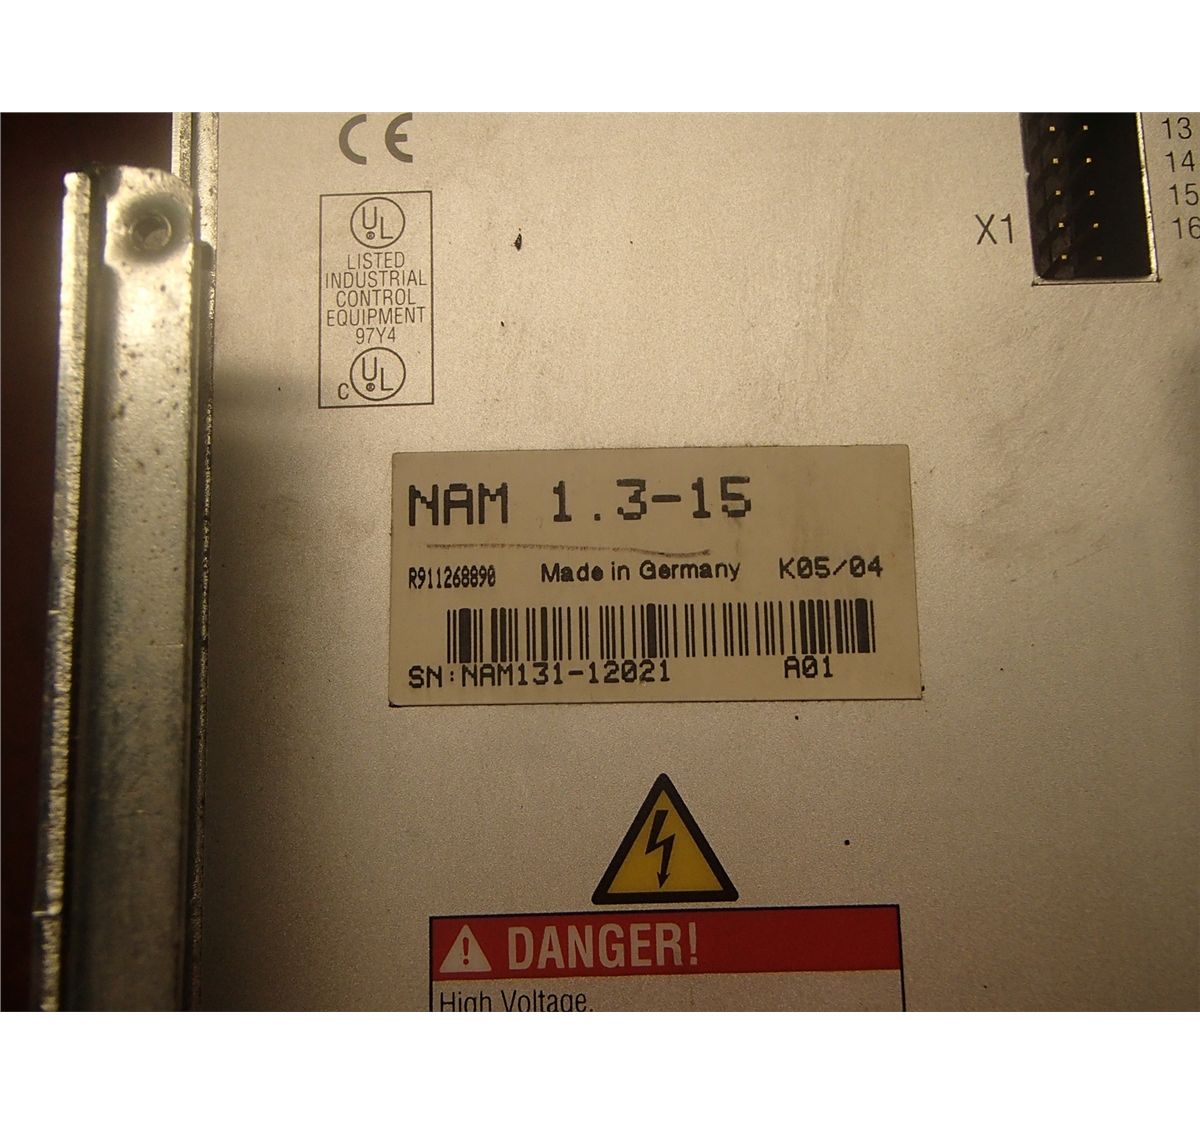 CE
13
14
15
16
X1
UL
LISTED
INDUSTRIAL
CONTROL
EQUIPMENT
97Y4
C UL
NAM 1.3-15
R911268890 Made in Germany K05/04
SN:NAM131-12021 A01
DANGER!
High Voltage.